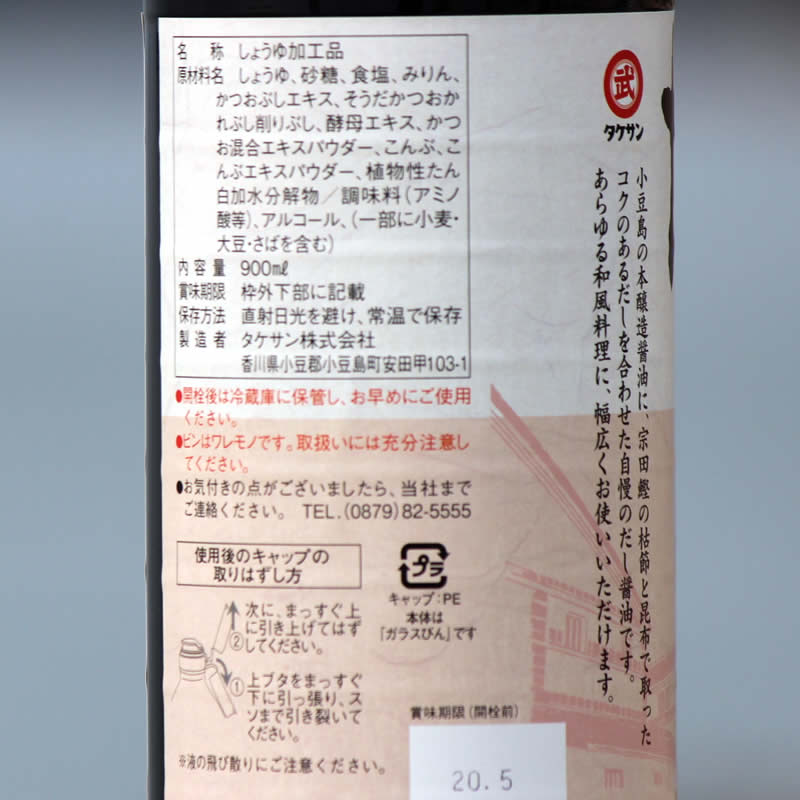 名称 しょうゆ加工品
原材料名 しょうゆ、砂糖、食塩、みりん、
かつおぶしエキス、そうだかつおか
れぶし削りぶし、酵母エキス、かつ
お混合エキスパウダー、こんぶ、こ
んぶエキスパウダー、植物性たん
白加水分解物／調味料（アミノ
酸等）、アルコール、（一部に小麦・
大豆・さばを含む）
内容量 900㎖
賞味期限 枠外下部に記載
保存方法 直射日光を避け、常温で保存
製造者 タケサン株式会社
香川県小豆郡小豆島町安田甲103-1
●開栓後は冷蔵庫に保管し、お早めにご使用
ください。
●ビンはワレモノです。取扱いには充分注意し
てください。
●お気付きの点がございましたら、当社まで
ご連絡ください。 TEL.(0879)82-5555
使用後のキャップの
取りはずし方
②次に、まっすぐ上
に引き上げてはず
してください。
①上ブタをまっすぐ
下に引っ張り、ス
ソまで引き裂いて
ください。
※液の飛び散りにご注意ください。
プラ
キャップ：PE
本体は
「ガラスびん」です
賞味期限（開栓前）
20.5
武
タケサン
小豆島の本醸造醤油に、宗田鰹の枯節と昆布で取った
コクのあるだしを合わせた自慢のだし醤油です。
あらゆる和風料理に、幅広くお使いいただけます。